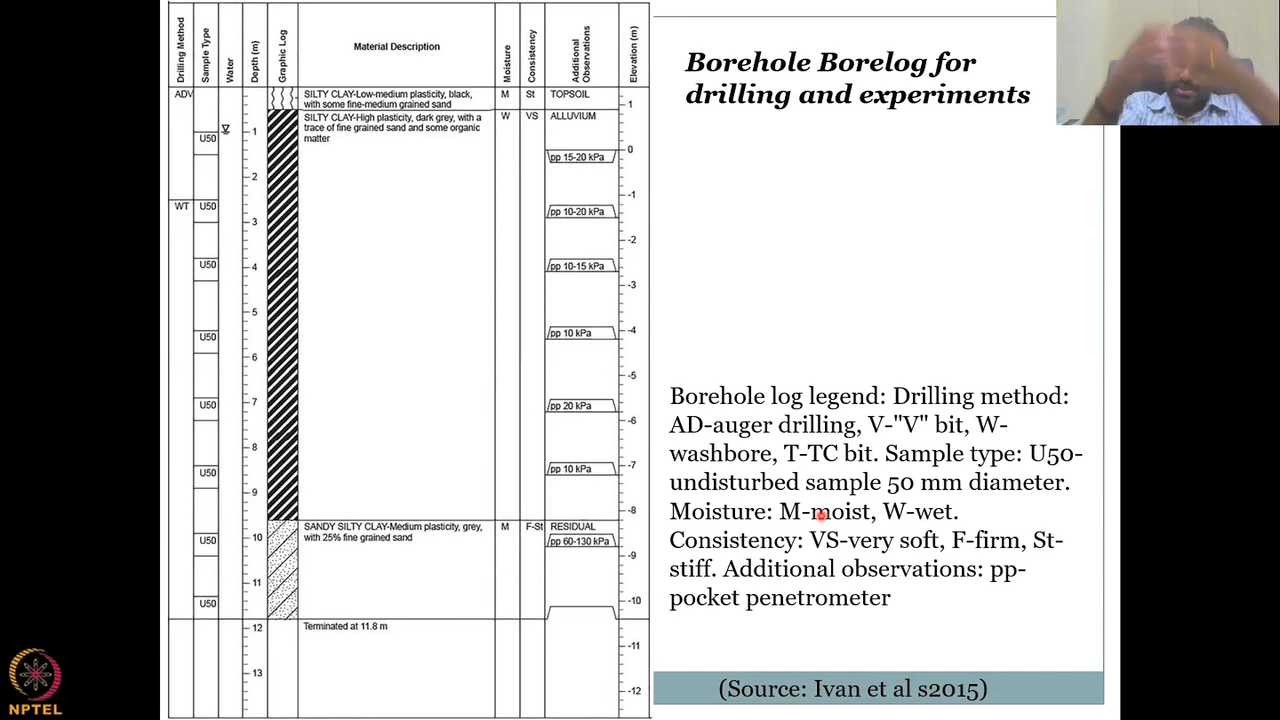 Drilling Method
Sample Type
Water
Depth (m)
Graphic Log
Material Description
Moisture
Consistency
Additional
Observations
Elevation (m)
ADV
SILTY CLAY-Low-medium plasticity, black,
with some fine-medium grained sand
M
St
TOPSOIL
1
SILTY CLAY-High plasticity, dark grey, with a
trace of fine grained sand and some organic
matter
W
VS
ALLUVIUM
U50
1
0
pp 15-20 kPa
2
-1
WT
U50
pp 10-20 kPa
3
-2
U50
4
pp 10-15 kPa
-3
5
-4
U50
pp 10 kPa
6
-5
U50
7
pp 20 kPa
-6
8
-7
U50
pp 10 kPa
9
-8
SANDY SILTY CLAY-Medium plasticity, grey,
with 25% fine grained sand
M
F-St
RESIDUAL
U50
10
pp 60-130 kPa
-9
11
-10
U50
12
Terminated at 11.8 m
-11
13
-12
Borehole Borelog for
drilling and experiments
Borehole log legend: Drilling method:
AD-auger drilling, V-"V" bit, W-
washbore, T-TC bit. Sample type: U50-
undisturbed sample 50 mm diameter.
Moisture: M-moist, W-wet.
Consistency: VS-very soft, F-firm, St-
stiff. Additional observations: pp-
pocket penetrometer
(Source: Ivan et al s2015)
NPTEL